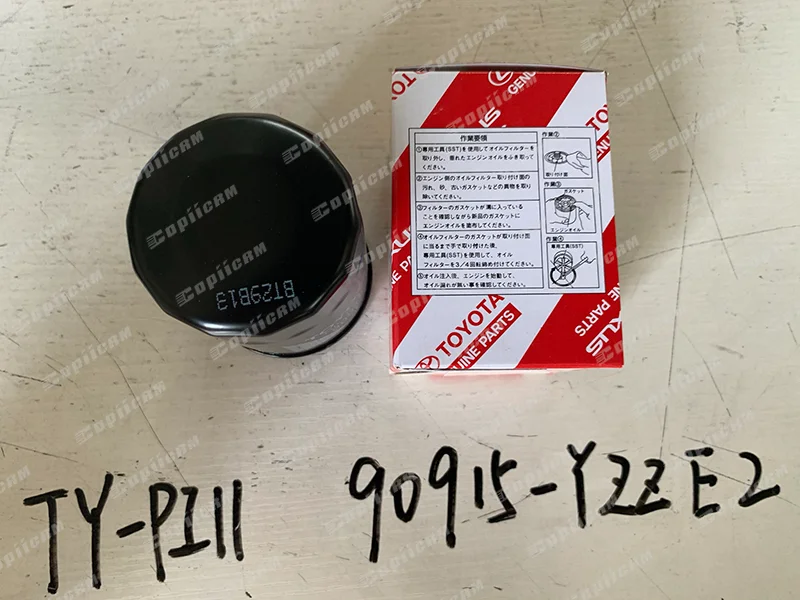 TOYOTA
GENU
作業要領
①専用工具(SST)を使用してオイルフィルターを
取り外し、垂れたエンジンオイルをふき取って
ください。
②エンジン側のオイルフィルター取り付け面の
汚れ、砂、古いガスケットなどの異物を取り
除いてください。
③フィルターのガスケットが溝に入っている
ことを確認しながら新品のガスケットに
エンジンオイルを塗布してください。
④オイルフィルターのガスケットが取り付け面
に当るまで手で取り付けた後、
専用工具(SST)を使用して、オイル
フィルターを3/4回転締め付けてください。
⑤オイル注入後、エンジンを始動して、
オイル漏れが無い事を確認してください。
作業②
取り付け面
作業③
ガスケット
エンジンオイル
作業④
専用工具(SST)
BT29B13
TOYOTA
UINE PARTS
XUS
NE PARTS
TY-PI11
90915-YZZE2
Copiicam